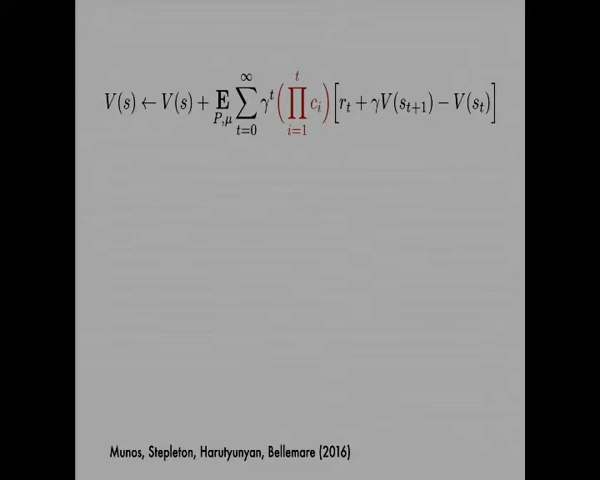 V(s) ← V(s) + E_{P,μ} ∑_{t=0}^{∞} γ^t ( ∏_{i=1}^{t} c_i ) [ r_t + γV(s_{t+1}) − V(s_t) ]
Munos, Stepleton, Harutyunyan, Bellemare (2016)